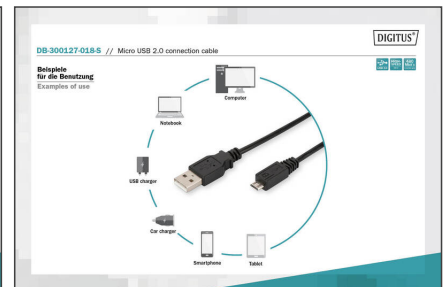 DIGITUS®
DB-300127-018-S // Micro USB 2.0 connection cable
Beispiele
für die Benutzung
Examples of use
Computer
Notebook
USB charger
Car charger
Smartphone
Tablet